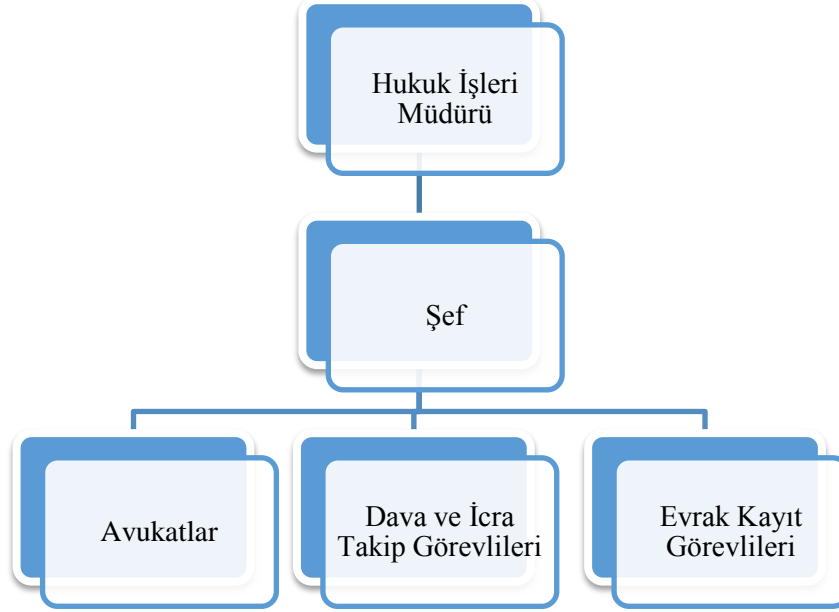 Hukuk İşleri
Müdürü
Şef
Avukatlar
Dava ve İcra
Takip Görevlileri
Evrak Kayıt
Görevlileri